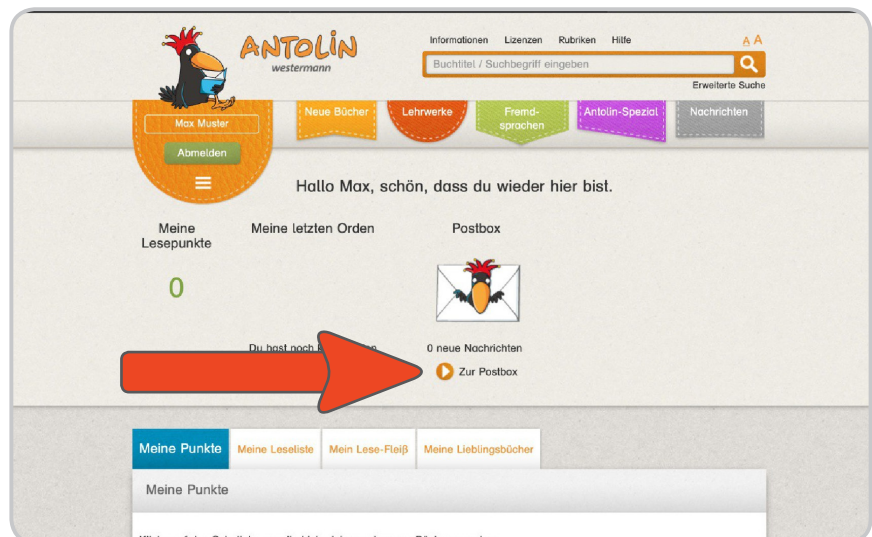 ANTOLIN
westermann
Informationen Lizenzen Rubriken Hilfe A A
Buchtitel / Suchbegriff eingeben
Erweiterte Suche
Max Muster
Abmelden
Neue Bücher
Lehrwerke
Fremd-
sprachen
Antolin-Spezial
Nachrichten
Hallo Max, schön, dass du wieder hier bist.
Meine
Lesepunkte
0
Meine letzten Orden
Du hast noch
Postbox
0 neue Nachrichten
Zur Postbox
Meine Punkte Meine Leseliste Mein Lese-Fleiß Meine Lieblingsbücher
Meine Punkte